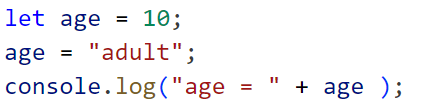 let age = 10;
age = "adult";
console.log("age = " + age );